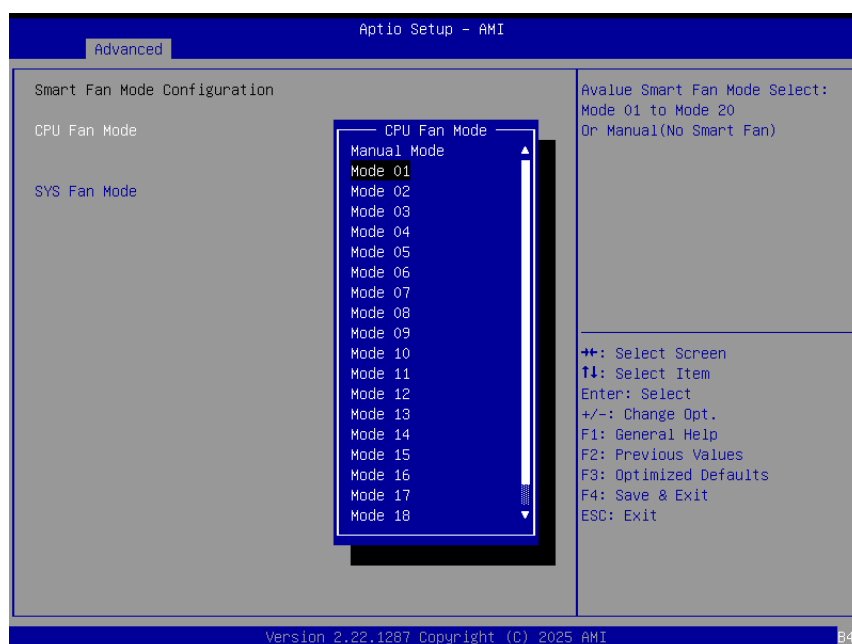 Aptio Setup - AMI
Advanced
Smart Fan Mode Configuration
CPU Fan Mode
SYS Fan Mode
CPU Fan Mode
Manual Mode
Mode 01
Mode 02
Mode 03
Mode 04
Mode 05
Mode 06
Mode 07
Mode 08
Mode 09
Mode 10
Mode 11
Mode 12
Mode 13
Mode 14
Mode 15
Mode 16
Mode 17
Mode 18
Avalue Smart Fan Mode Select:
Mode 01 to Mode 20
Or Manual(No Smart Fan)
→←: Select Screen
↑↓: Select Item
Enter: Select
+/-: Change Opt.
F1: General Help
F2: Previous Values
F3: Optimized Defaults
F4: Save & Exit
ESC: Exit
Version 2.22.1287 Copyright (C) 2025 AMI
B4